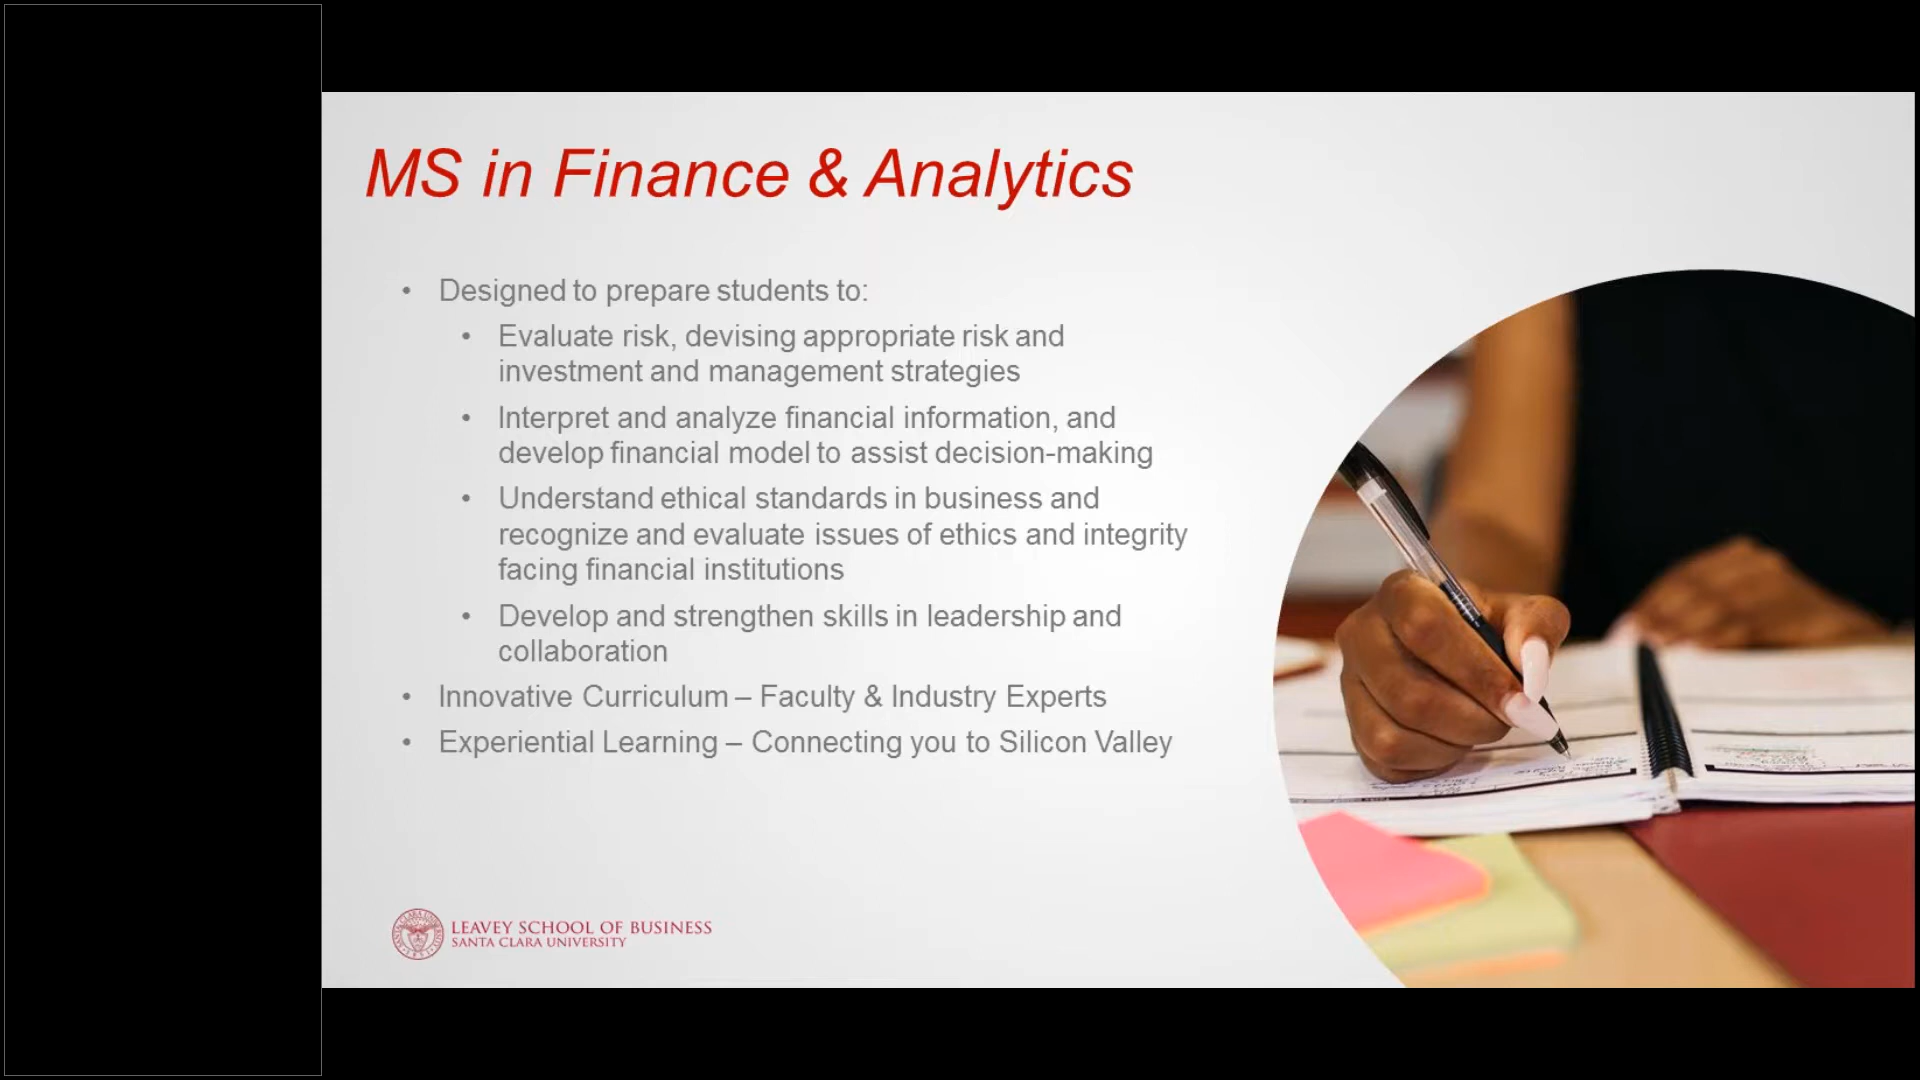 MS in Finance & Analytics
• Designed to prepare students to:
• Evaluate risk, devising appropriate risk and
investment and management strategies
• Interpret and analyze financial information, and
develop financial model to assist decision-making
• Understand ethical standards in business and
recognize and evaluate issues of ethics and integrity
facing financial institutions
• Develop and strengthen skills in leadership and
collaboration
• Innovative Curriculum – Faculty & Industry Experts
• Experiential Learning – Connecting you to Silicon Valley
LEAVEY SCHOOL OF BUSINESS
SANTA CLARA UNIVERSITY